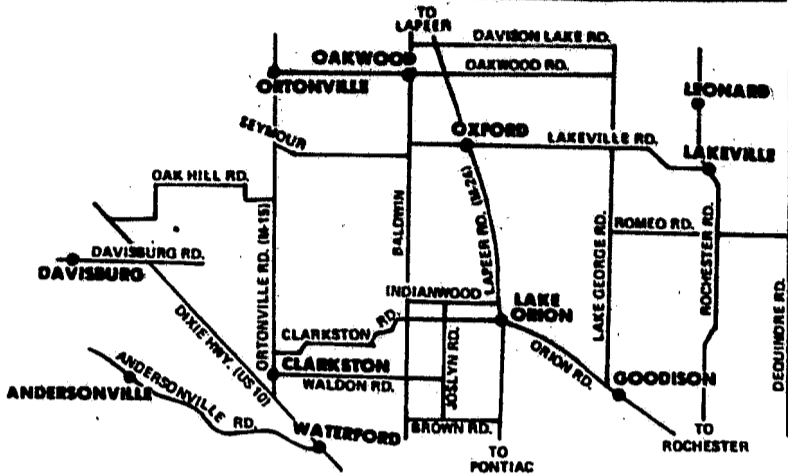 TO
LAPEER
DAVISON LAKE RD.
OAKWOOD
OAKWOOD RD.
ORTONVILLE
LEONARD
SEYMOUR
OXFORD
LAKEVILLE RD.
LAKEVILLE
OAK HILL RD.
ORTONVILLE RD. (M-15)
BALDWIN
LAPEER RD. (M-24)
LAKE GEORGE RD.
ROMEO RD.
ROCHESTER RD.
DEQUINDRE RD.
DAVISBURG RD.
DAVISBURG
INDIANWOOD
LAKE
ORION
DIXIE HWY. (US 10)
CLARKSTON RD.
JOSLYN RD.
ORION RD.
CLARKSTON
WALDON RD.
GOODISON
ANDERSONVILLE
ANDERSONVILLE RD.
WATERFORD
BROWN RD.
TO
PONTIAC
TO
ROCHESTER